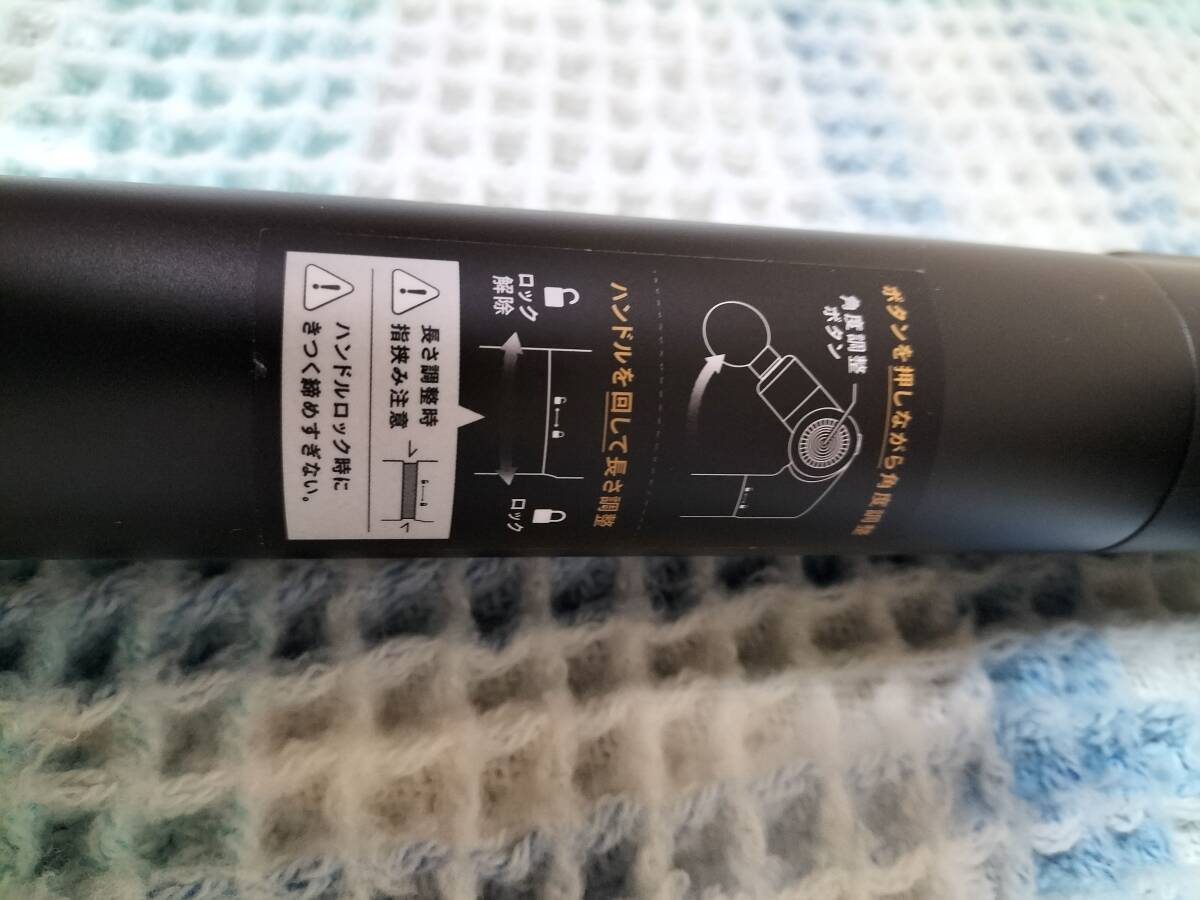 ボタンを押しながら角度調整
角度調整
ボタン
ハンドルを回して長さ調整
ロック
解除
ロック
長さ調整時
指挟み注意
ハンドルロック時に
きつく締めすぎない。